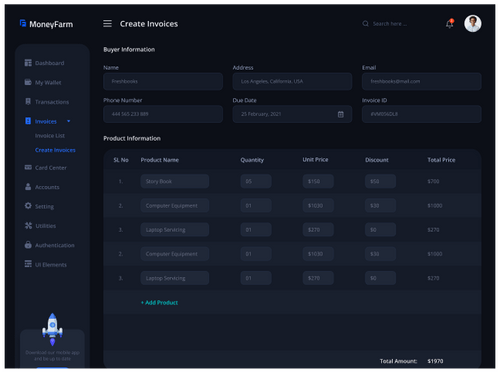 MoneyFarm
Create Invoices
Search here ...
Dashboard
My Wallet
Transactions
Invoices
Invoice List
Create Invoices
Card Center
Accounts
Setting
Utilities
Authentication
UI Elements
Download our mobile app
and be up to date
Buyer Information
Name
Address
Email
Frenbooks
Los Angeles, California, USA
frenbooks@mail.com
Phone Number
Due Date
Invoice ID
444 565 233 889
25 February, 2021
Product Information
SL No Product Name Quantity Unit Price Discount Total Price
1. Story Book 05 $150 $50 $700
2. Computer Equipment 01 $1030 $30 $1000
3. Laptop Servicing 01 $270 $0 $270
2. Computer Equipment 01 $1030 $30 $1000
3. Laptop Servicing 01 $270 $0 $270
+ Add Product
Total Amount: $1970